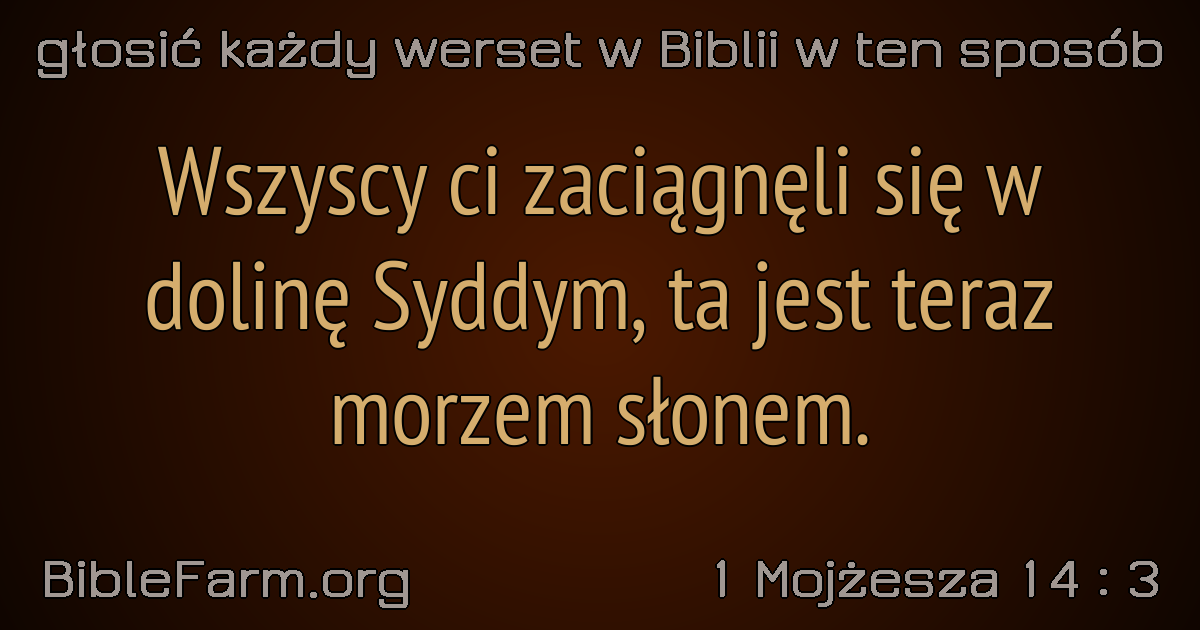 głosić każdy werset w Biblii w ten sposób
Wszyscy ci zaciągnęli się w
dolinę Syddym, ta jest teraz
morzem słonem.
BibleFarm.org
1 Mojżesza 14 : 3